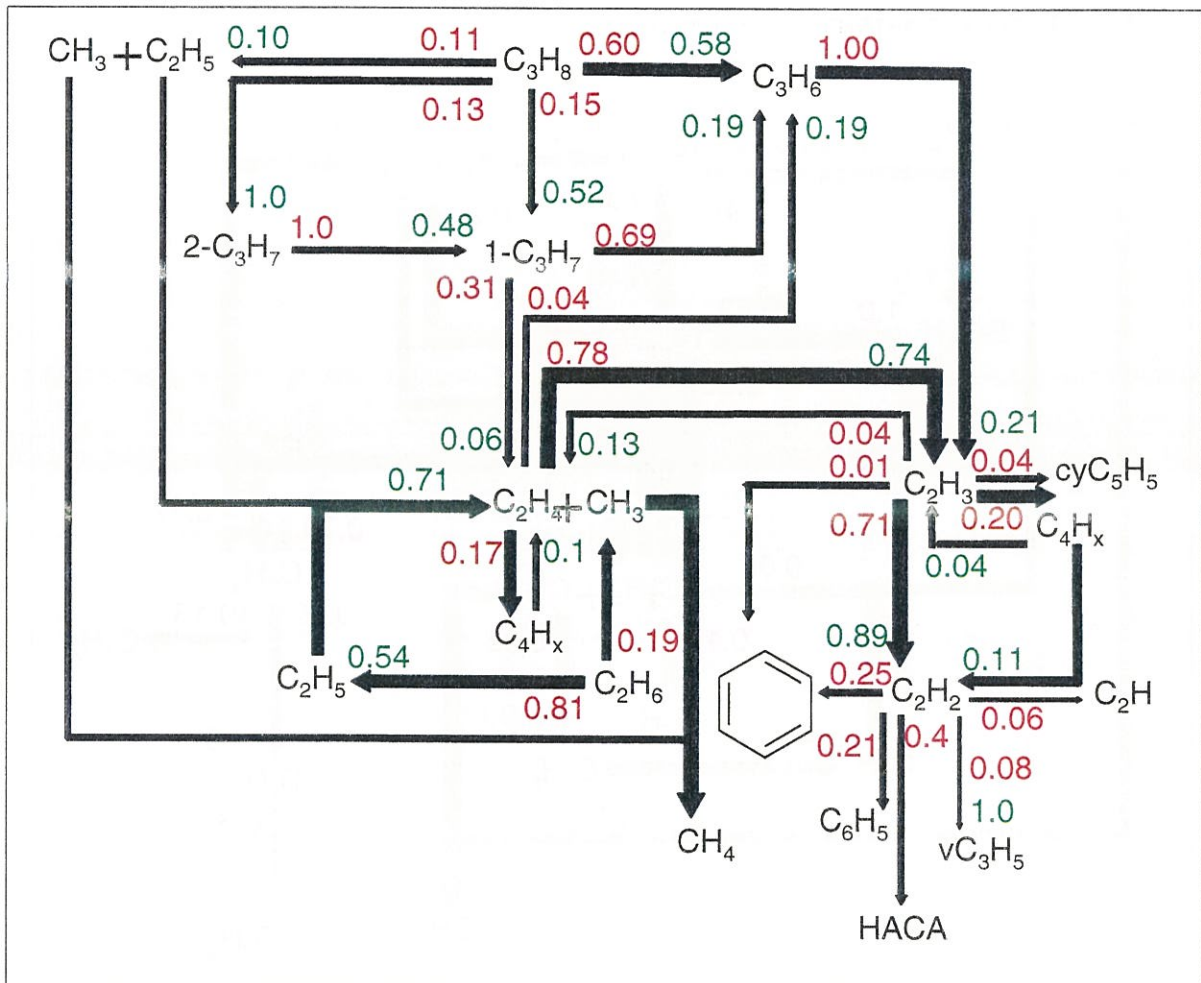 CH₃ + C₂H₅ 0.10 0.11 C₃H₈ 0.60 0.58 C₃H₆ 1.00
0.13 0.15 0.19 0.19
1.0 0.52
2-C₃H₇ 1.0 0.48 1-C₃H₇ 0.69
0.31 0.04
0.78 0.74
0.06 0.13 0.04 0.21
0.71 0.01 C₂H₃ 0.04 cyC₅H₅
C₂H₄+CH₃ 0.71 0.20 C₄Hₓ
0.17 0.1 0.04
C₄Hₓ 0.19 0.89 0.11
C₂H₅ 0.54 0.81 C₂H₆ 0.25 C₂H₂ 0.06 C₂H
0.21 0.4 0.08
C₆H₅ 1.0
CH₄ vC₃H₅
HACA